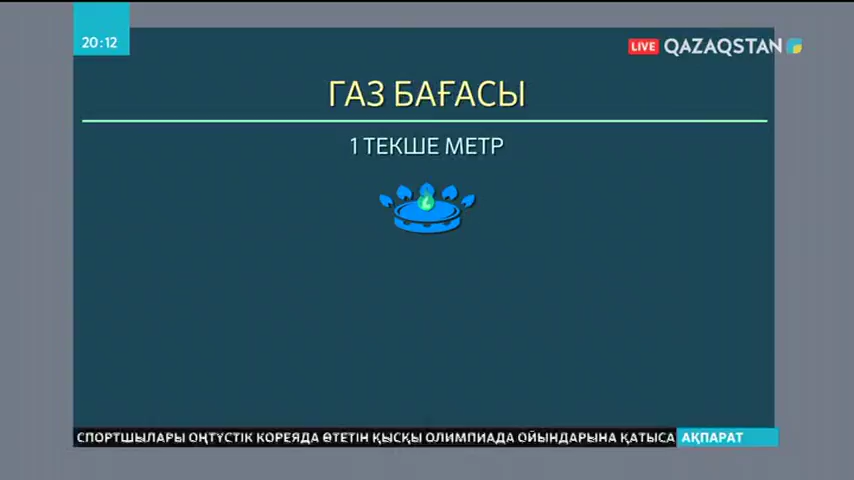 20:12
LIVE QAZAQSTAN
ГАЗ БАҒАСЫ
1 ТЕКШЕ МЕТР
СПОРТШЫЛАРЫ ОҢТҮСТІК КОРЕЯДА ӨТЕТІН ҚЫСҚЫ ОЛИМПИАДА ОЙЫНДАРЫНА ҚАТЫСА АҚПАРАТ